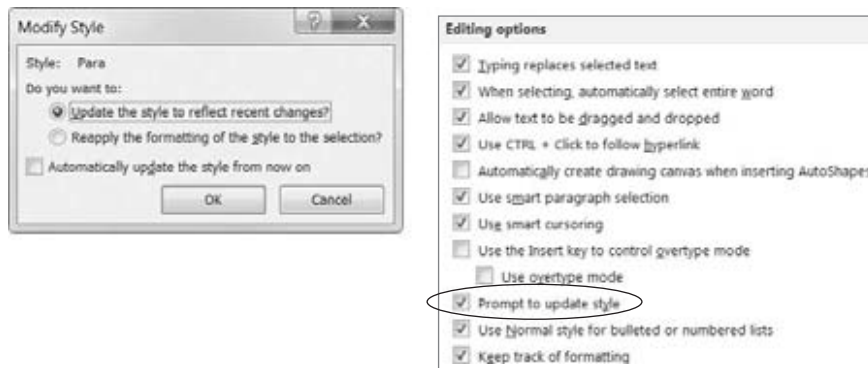 Modify Style
Style: Para
Do you want to:
Update the style to reflect recent changes?
Reapply the formatting of the style to the selection?
Automatically update the style from now on
OK
Cancel
Editing options
Typing replaces selected text
When selecting, automatically select entire word
Allow text to be dragged and dropped
Use CTRL + Click to follow hyperlink
Automatically create drawing canvas when inserting AutoShapes
Use smart paragraph selection
Use smart cursoring
Use the Insert key to control overtype mode
Use overtype mode
Prompt to update style
Use Normal style for bulleted or numbered lists
Keep track of formatting